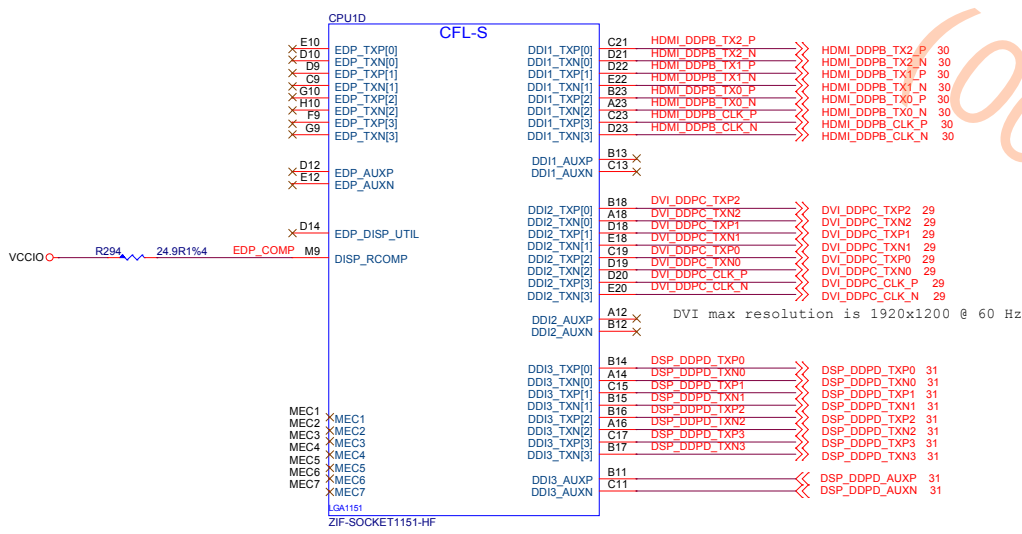 CPU1D
CFL-S
E10 EDP_TXP[0]
D10 EDP_TXN[0]
D9 EDP_TXP[1]
C9 EDP_TXN[1]
G10 EDP_TXP[2]
H10 EDP_TXN[2]
F9 EDP_TXP[3]
G9 EDP_TXN[3]
D12 EDP_AUXP
E12 EDP_AUXN
D14 EDP_DISP_UTIL
VCCIO R294 24.9R1%4 EDP_COMP M9 DISP_RCOMP
MEC1 MEC1
MEC2 MEC2
MEC3 MEC3
MEC4 MEC4
MEC5 MEC5
MEC6 MEC6
MEC7 MEC7
LGA1151
ZIF-SOCKET1151-HF
DDI1_TXP[0] C21 HDMI_DDPB_TX2_P HDMI_DDPB_TX2_P 30
DDI1_TXN[0] D21 HDMI_DDPB_TX2_N HDMI_DDPB_TX2_N 30
DDI1_TXP[1] D22 HDMI_DDPB_TX1_P HDMI_DDPB_TX1_P 30
DDI1_TXN[1] E22 HDMI_DDPB_TX1_N HDMI_DDPB_TX1_N 30
DDI1_TXP[2] B23 HDMI_DDPB_TX0_P HDMI_DDPB_TX0_P 30
DDI1_TXN[2] A23 HDMI_DDPB_TX0_N HDMI_DDPB_TX0_N 30
DDI1_TXP[3] C23 HDMI_DDPB_CLK_P HDMI_DDPB_CLK_P 30
DDI1_TXN[3] D23 HDMI_DDPB_CLK_N HDMI_DDPB_CLK_N 30
DDI1_AUXP B13
DDI1_AUXN C13
DDI2_TXP[0] B18 DVI_DDPC_TXP2 DVI_DDPC_TXP2 29
DDI2_TXN[0] A18 DVI_DDPC_TXN2 DVI_DDPC_TXN2 29
DDI2_TXP[1] D18 DVI_DDPC_TXP1 DVI_DDPC_TXP1 29
DDI2_TXN[1] E18 DVI_DDPC_TXN1 DVI_DDPC_TXN1 29
DDI2_TXP[2] C19 DVI_DDPC_TXP0 DVI_DDPC_TXP0 29
DDI2_TXN[2] D19 DVI_DDPC_TXN0 DVI_DDPC_TXN0 29
DDI2_TXP[3] D20 DVI_DDPC_CLK_P DVI_DDPC_CLK_P 29
DDI2_TXN[3] E20 DVI_DDPC_CLK_N DVI_DDPC_CLK_N 29
DDI2_AUXP A12
DDI2_AUXN B12
DVI max resolution is 1920x1200 @ 60 Hz
DDI3_TXP[0] B14 DSP_DDPD_TXP0 DSP_DDPD_TXP0 31
DDI3_TXN[0] A14 DSP_DDPD_TXN0 DSP_DDPD_TXN0 31
DDI3_TXP[1] C15 DSP_DDPD_TXP1 DSP_DDPD_TXP1 31
DDI3_TXN[1] B15 DSP_DDPD_TXN1 DSP_DDPD_TXN1 31
DDI3_TXP[2] B16 DSP_DDPD_TXP2 DSP_DDPD_TXP2 31
DDI3_TXN[2] A16 DSP_DDPD_TXN2 DSP_DDPD_TXN2 31
DDI3_TXP[3] C17 DSP_DDPD_TXP3 DSP_DDPD_TXP3 31
DDI3_TXN[3] B17 DSP_DDPD_TXN3 DSP_DDPD_TXN3 31
DDI3_AUXP B11 DSP_DDPD_AUXP 31
DDI3_AUXN C11 DSP_DDPD_AUXN 31